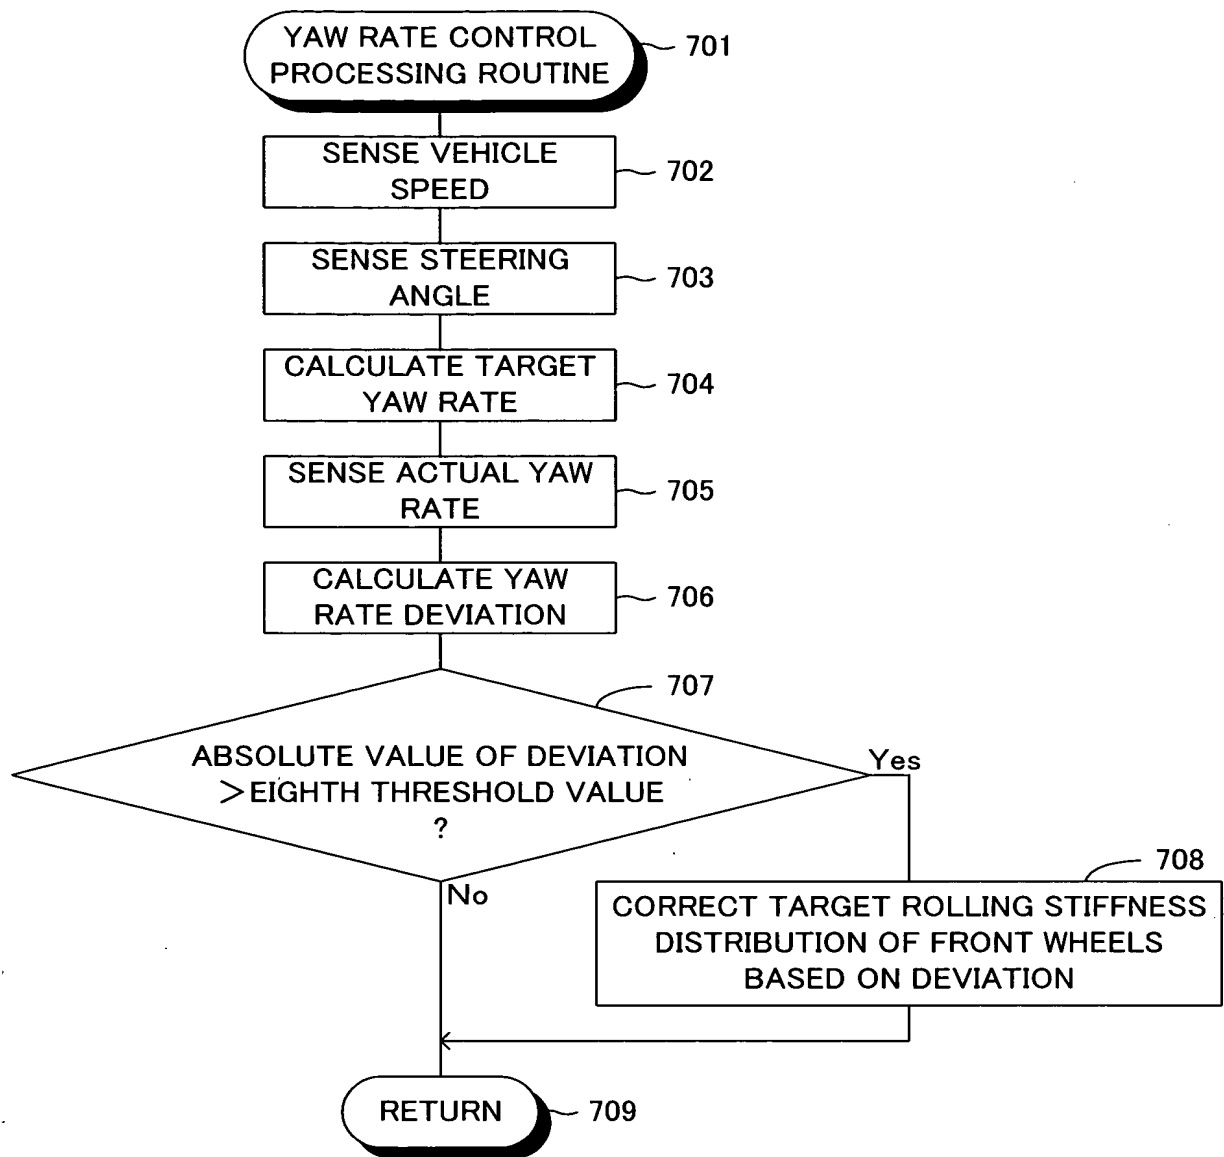 YAW RATE CONTROL
PROCESSING ROUTINE
701
SENSE VEHICLE
SPEED
702
SENSE STEERING
ANGLE
703
CALCULATE TARGET
YAW RATE
704
SENSE ACTUAL YAW
RATE
705
CALCULATE YAW
RATE DEVIATION
706
707
ABSOLUTE VALUE OF DEVIATION
>EIGHTH THRESHOLD VALUE
?
Yes
No
708
CORRECT TARGET ROLLING STIFFNESS
DISTRIBUTION OF FRONT WHEELS
BASED ON DEVIATION
RETURN
709